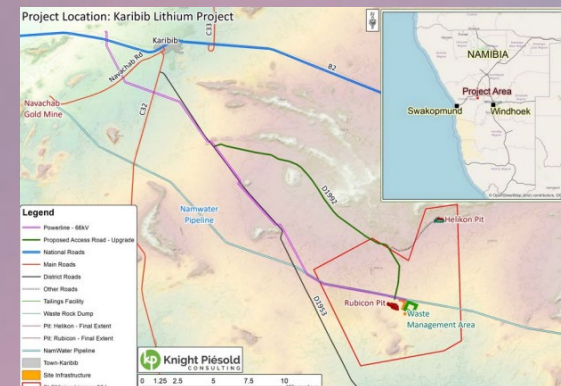 Project Location: Karibib Lithium Project
Karibib
C33
Navachab Rd
B2
Navachab
Gold Mine
C32
NAMIBIA
Project Area
Swakopmund
Windhoek
D1992
Namwater
Pipeline
Helikon Pit
D1953
Rubicon Pit
Waste
Management Area
Legend
Powerline - 66kV
Proposed Access Road - Upgrade
National Roads
Main Roads
District Roads
Other Roads
Tailings Facility
Waste Rock Dump
Pit: Helikon - Final Extent
Pit: Rubicon - Final Extent
NamWater Pipeline
Town-Karibib
Site Infrastructure
Knight Piésold
CONSULTING
0 1.25 2.5 5 7.5 10